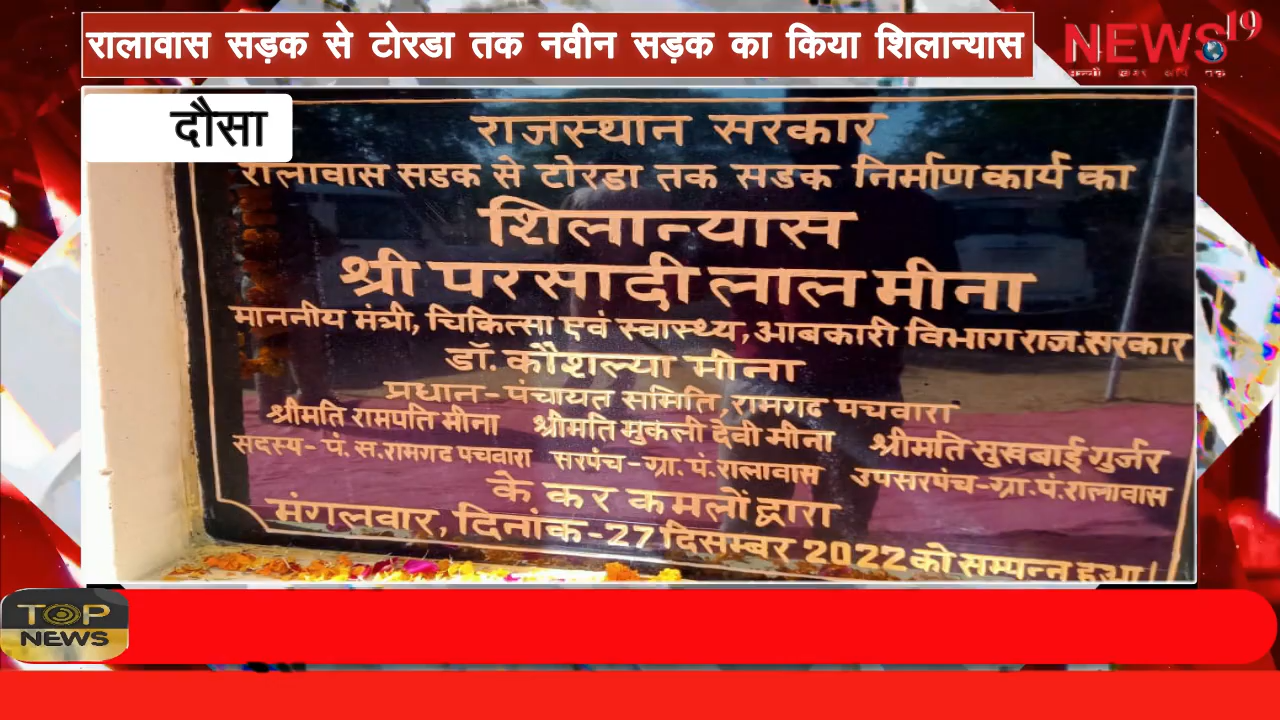 रालावास सड़क से टोरडा तक नवीन सड़क का किया शिलान्यास
NEWS 19
दौसा
राजस्थान सरकार
रालावास सडक से टोरडा तक सडक निर्माण कार्य का
शिलान्यास
श्री परसादी लाल मीना
माननीय मंत्री, चिकित्सा एवं स्वास्थ्य, आबकारी विभाग राज. सरकार
डॉ. कौशल्या मीना
प्रधान - पंचायत समिति, रामगढ पचवारा
श्रीमति रामपति मीना श्रीमति मुकली देवी मीना श्रीमति सुखबाई गुर्जर
सदस्य- पं. स. रामगढ पचवारा सरपंच - ग्रा. पं. रालावास उपसरपंच-ग्रा. पं. रालावास
के कर कमलों द्वारा
मंगलवार, दिनांक -27 दिसम्बर 2022 को सम्पन्न हुआ।
TOP
NEWS